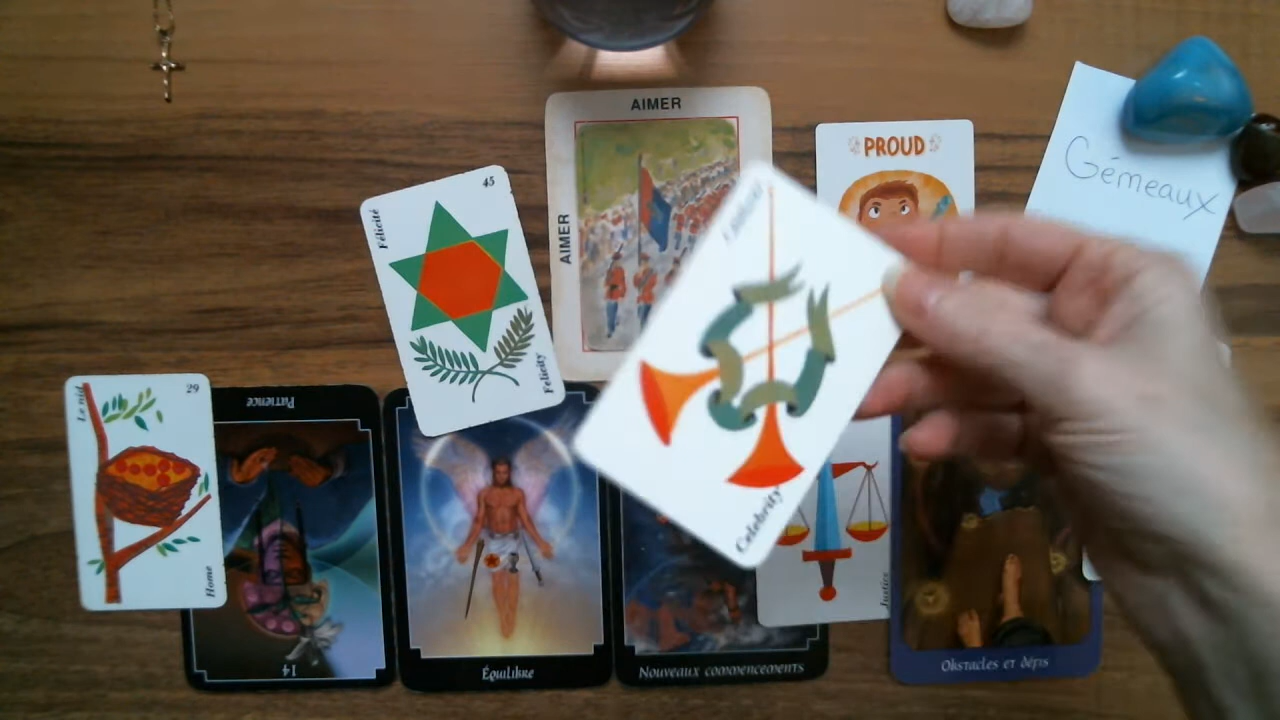 AIMER
AIMER
PROUD
Gémeaux
45
Félicité
Felicity
Celebrity
29
Le nid
Home
Patience
14
Équilibre
Nouveaux commencements
Justice
Obstacles et défis